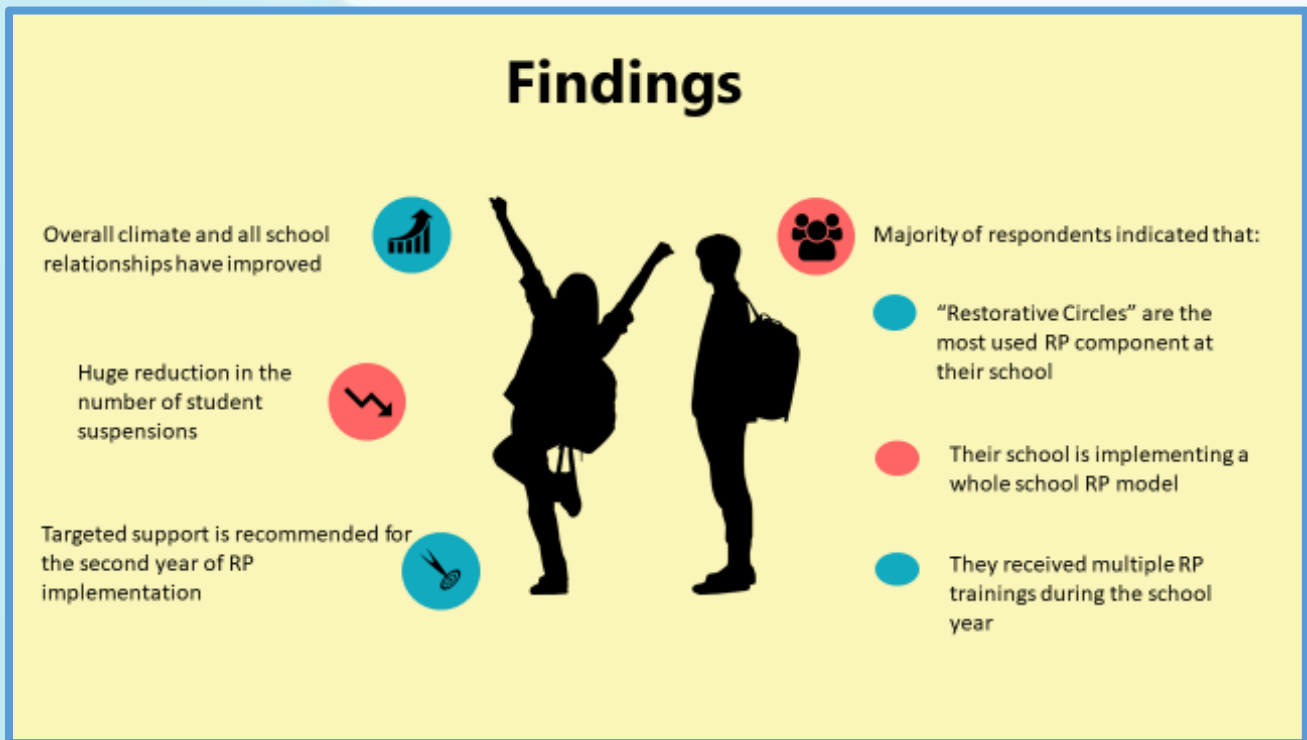 Findings
Overall climate and all school
relationships have improved
Huge reduction in the
number of student
suspensions
Targeted support is recommended for
the second year of RP
implementation
Majority of respondents indicated that:
“Restorative Circles” are the
most used RP component at
their school
Their school is implementing a
whole school RP model
They received multiple RP
trainings during the school
year